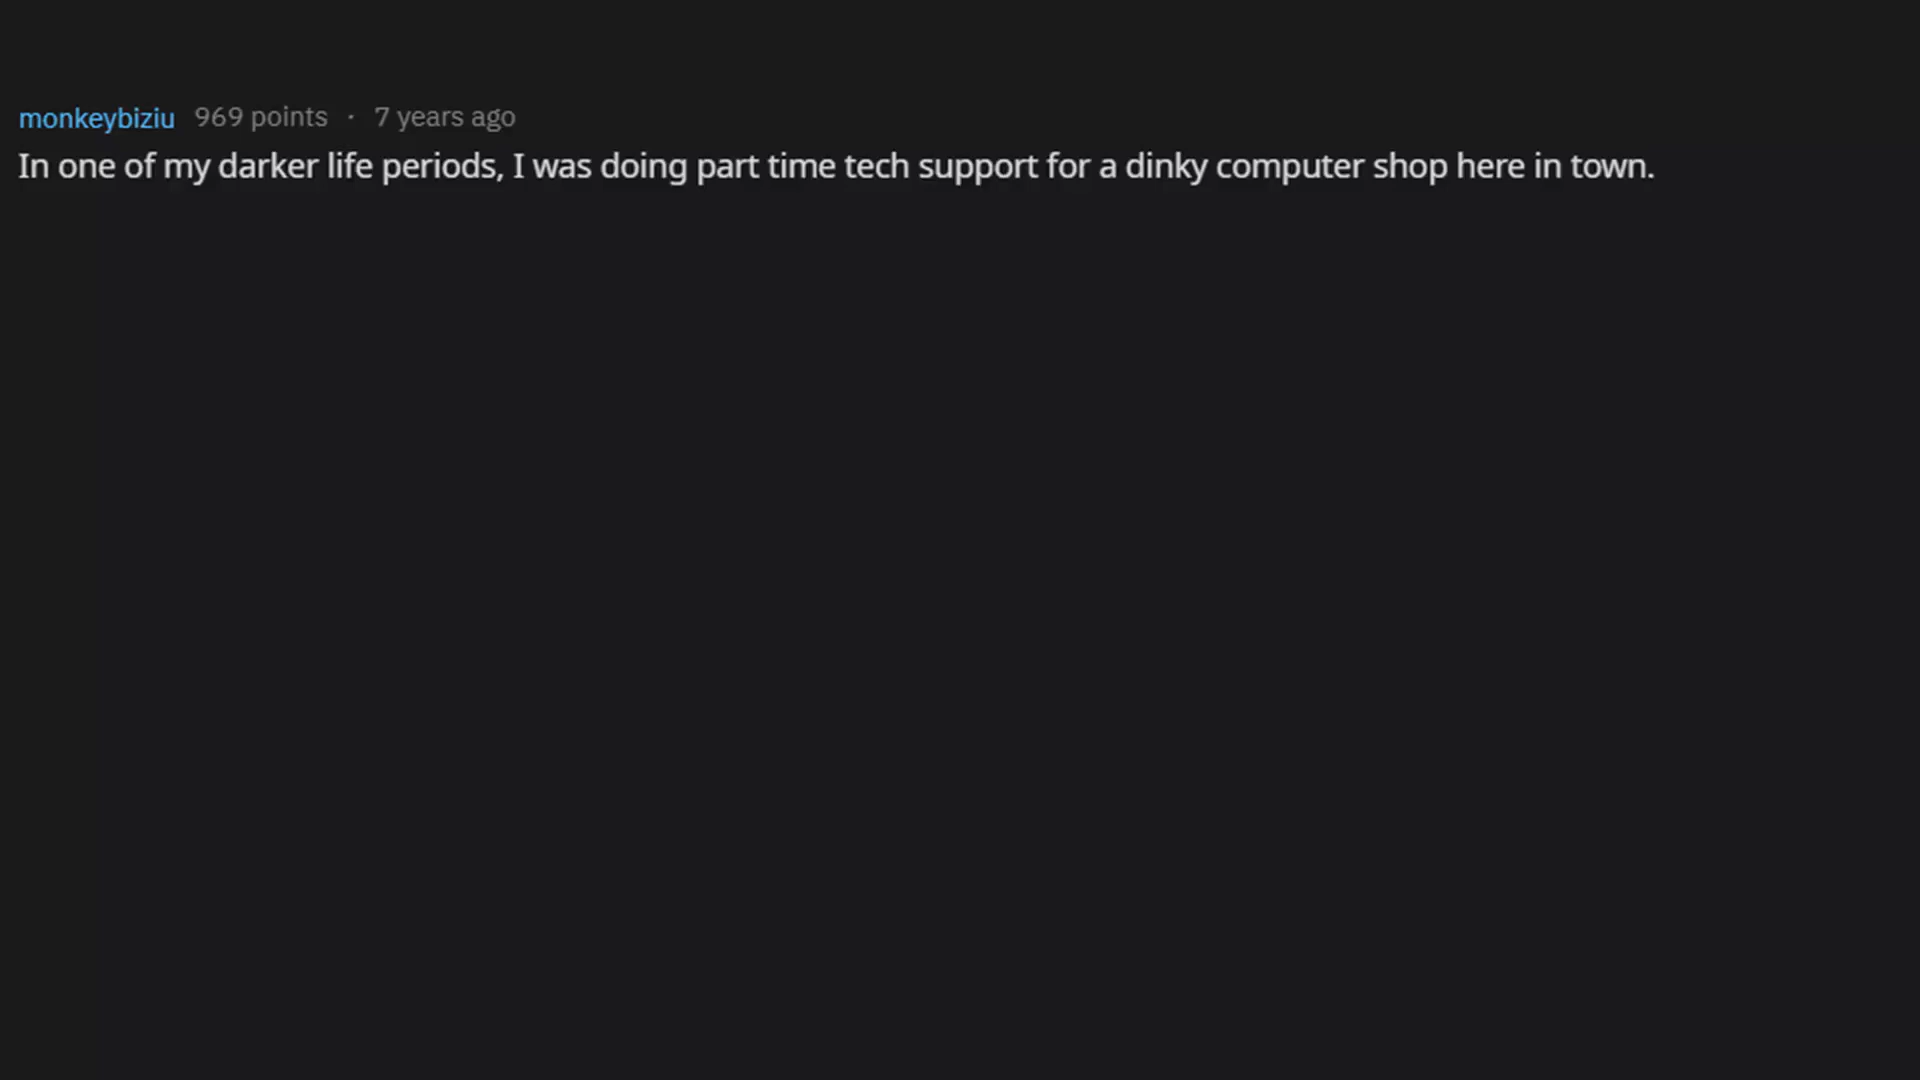 monkeybiziu 969 points · 7 years ago
In one of my darker life periods, I was doing part time tech support for a dinky computer shop here in town.